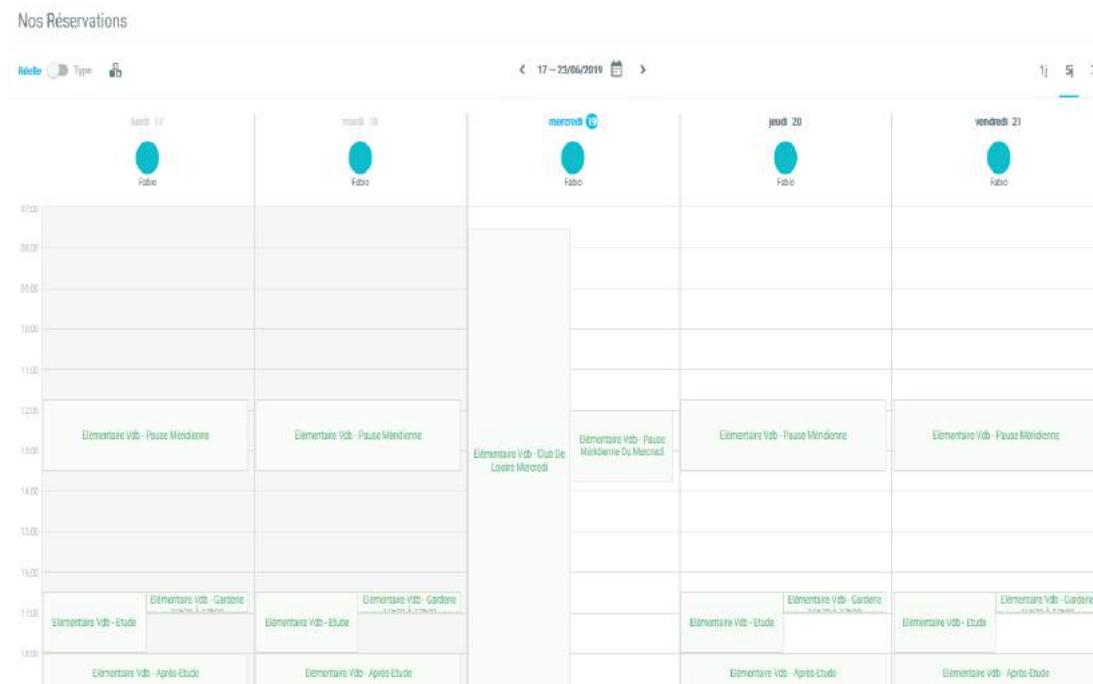 Nos Réservations
Réelle Type
17 – 23/06/2019
1j 5j
lundi 17 mardi 18 mercredi 19 jeudi 20 vendredi 21
Fabio Fabio Fabio Fabio Fabio
07:00
08:00
09:00
10:00
11:00
12:00
Elémentaire Vdb - Pause Méridienne Elémentaire Vdb - Pause Méridienne Elémentaire Vdb - Pause Elémentaire Vdb - Pause Méridienne Elémentaire Vdb - Pause Méridienne
Méridienne Du Mercredi
13:00
Elémentaire Vdb - Club De
Loisirs Mercredi
14:00
15:00
16:00
Elémentaire Vdb - Garderie Elémentaire Vdb - Garderie Elémentaire Vdb - Garderie Elémentaire Vdb - Garderie
17:00
Elémentaire Vdb - Etude Elémentaire Vdb - Etude Elémentaire Vdb - Etude Elémentaire Vdb - Etude
18:00
Elémentaire Vdb - Après-Etude Elémentaire Vdb - Après-Etude Elémentaire Vdb - Après-Etude Elémentaire Vdb - Après-Etude